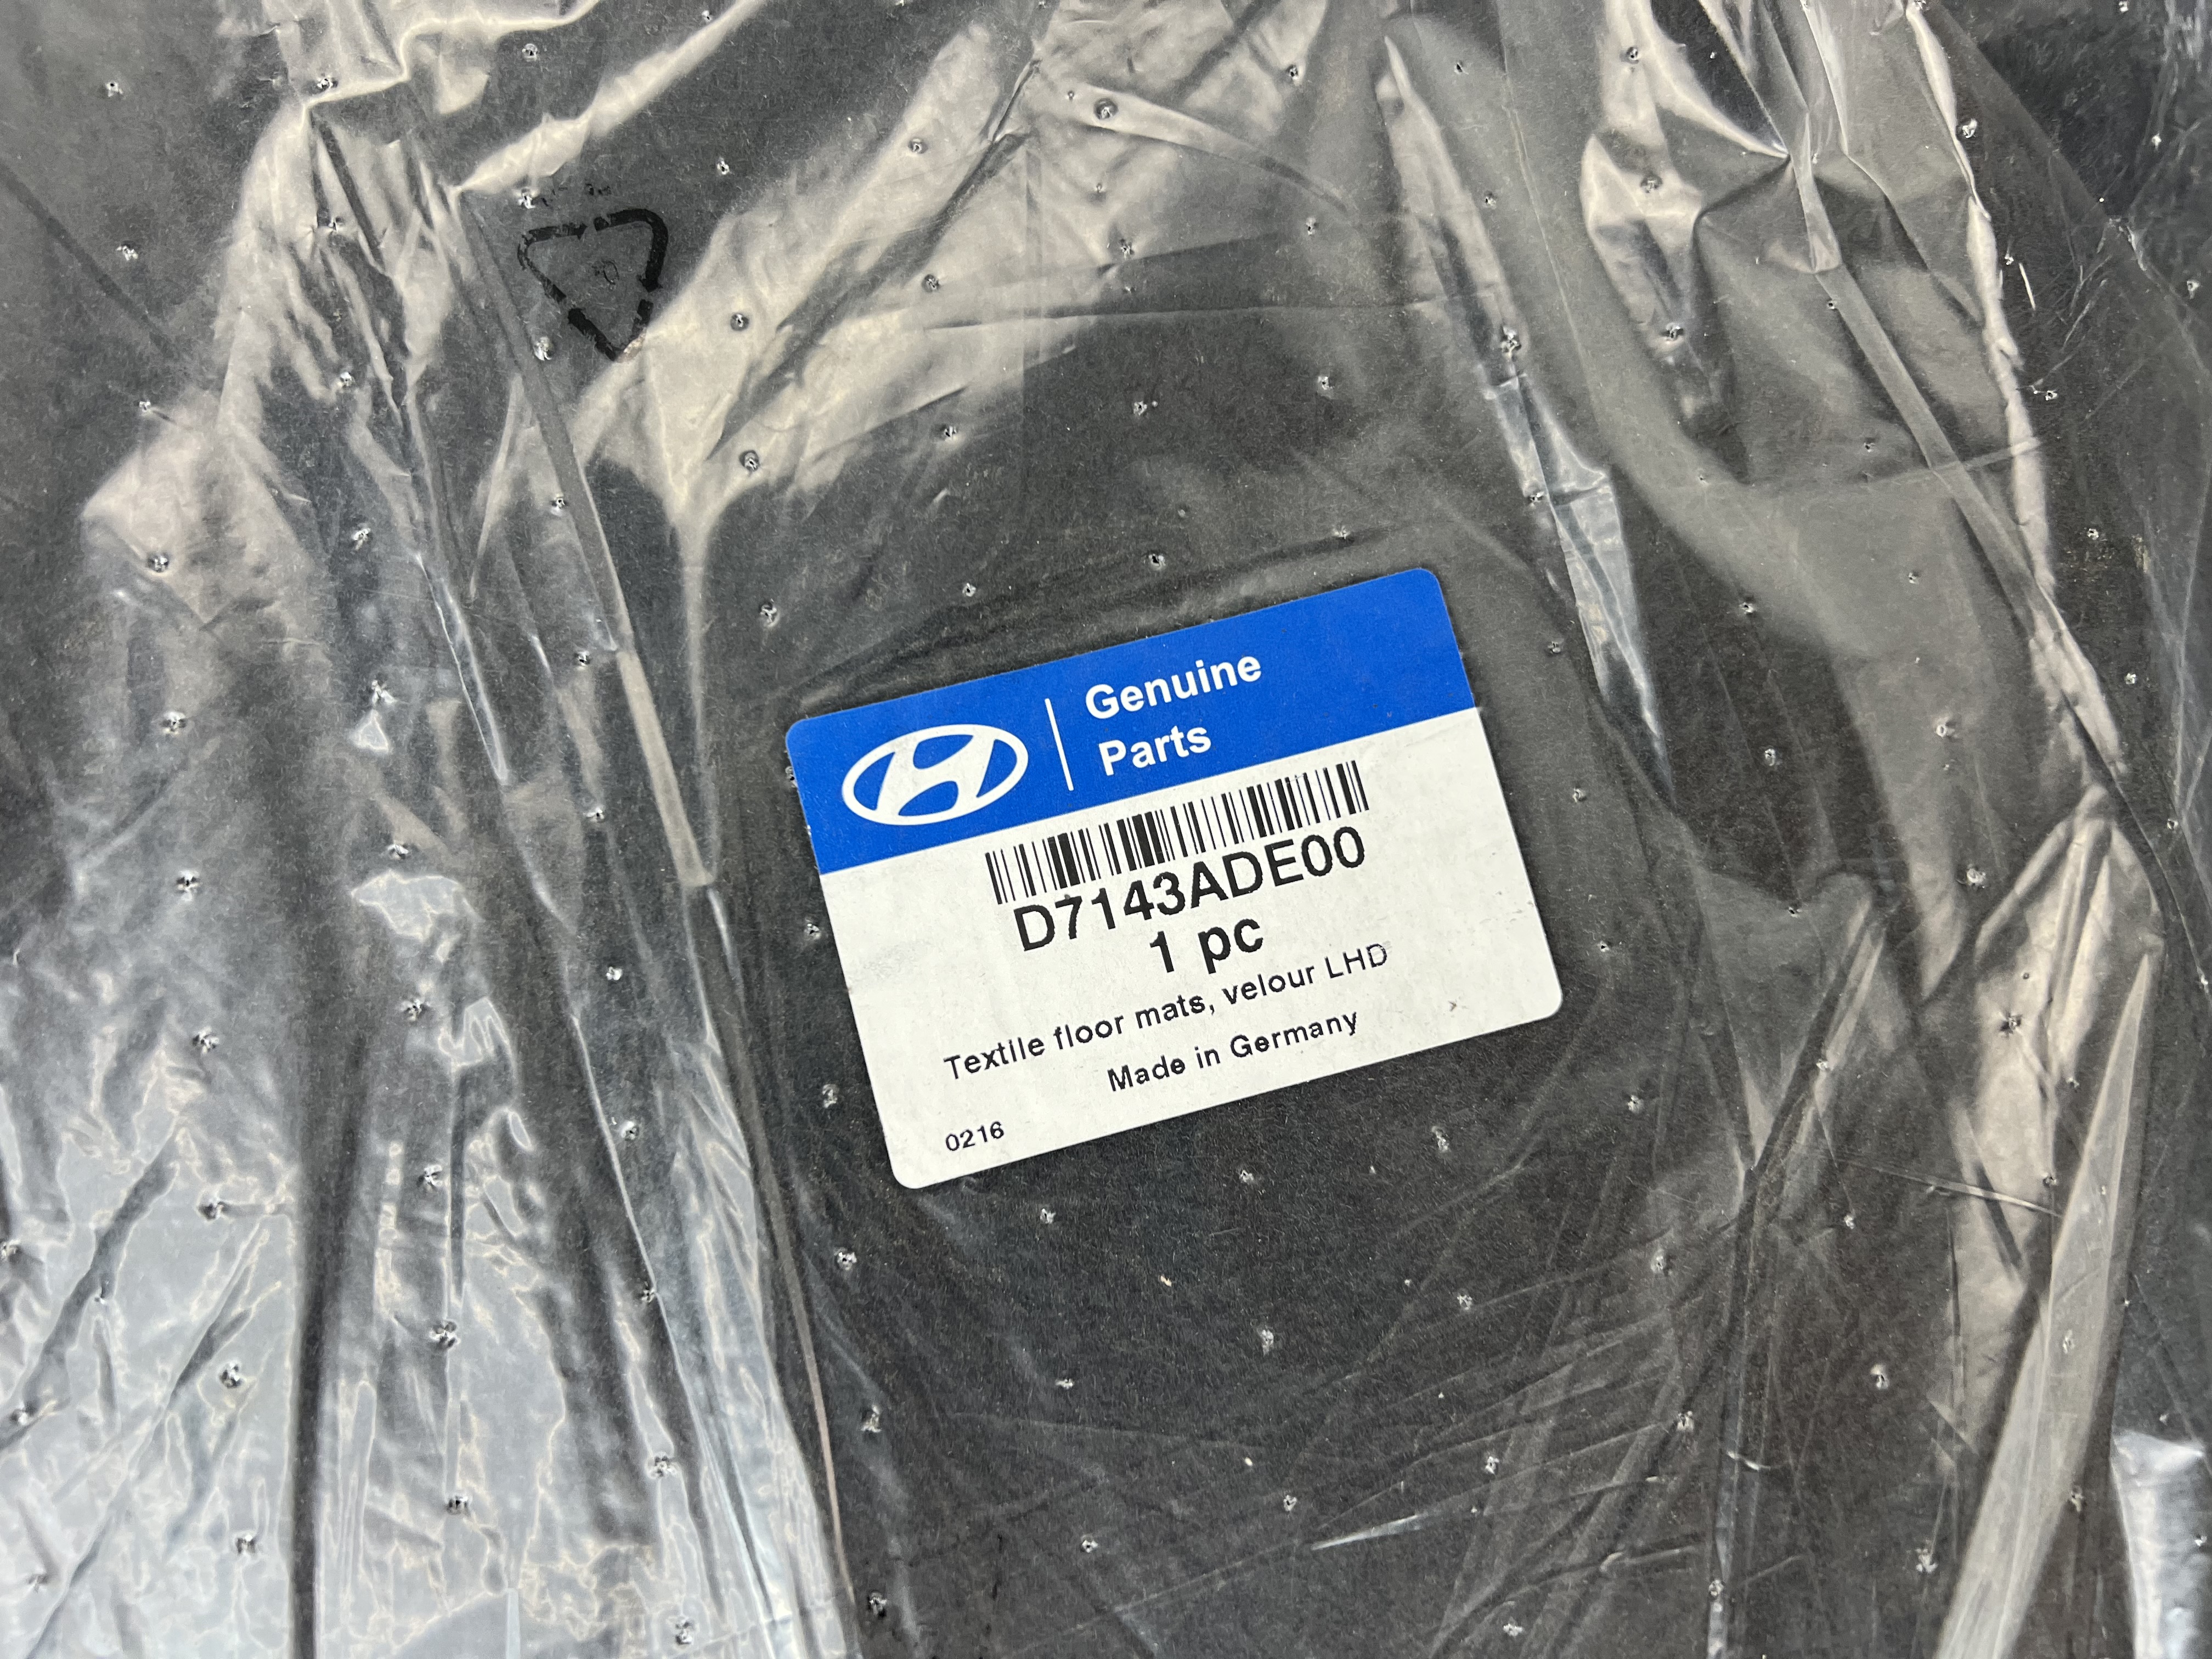 Genuine
Parts
D7143ADE00
1 pc
Textile floor mats, velour LHD
Made in Germany
0216